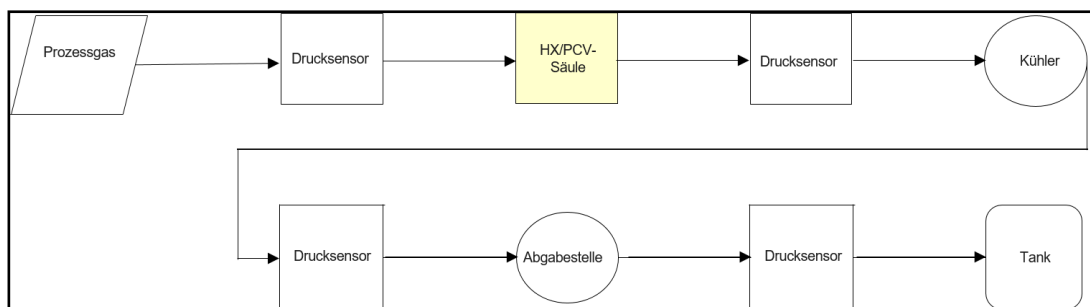 Prozessgas
Drucksensor
HX/PCV-
Säule
Drucksensor
Kühler
Drucksensor
Abgabestelle
Drucksensor
Tank